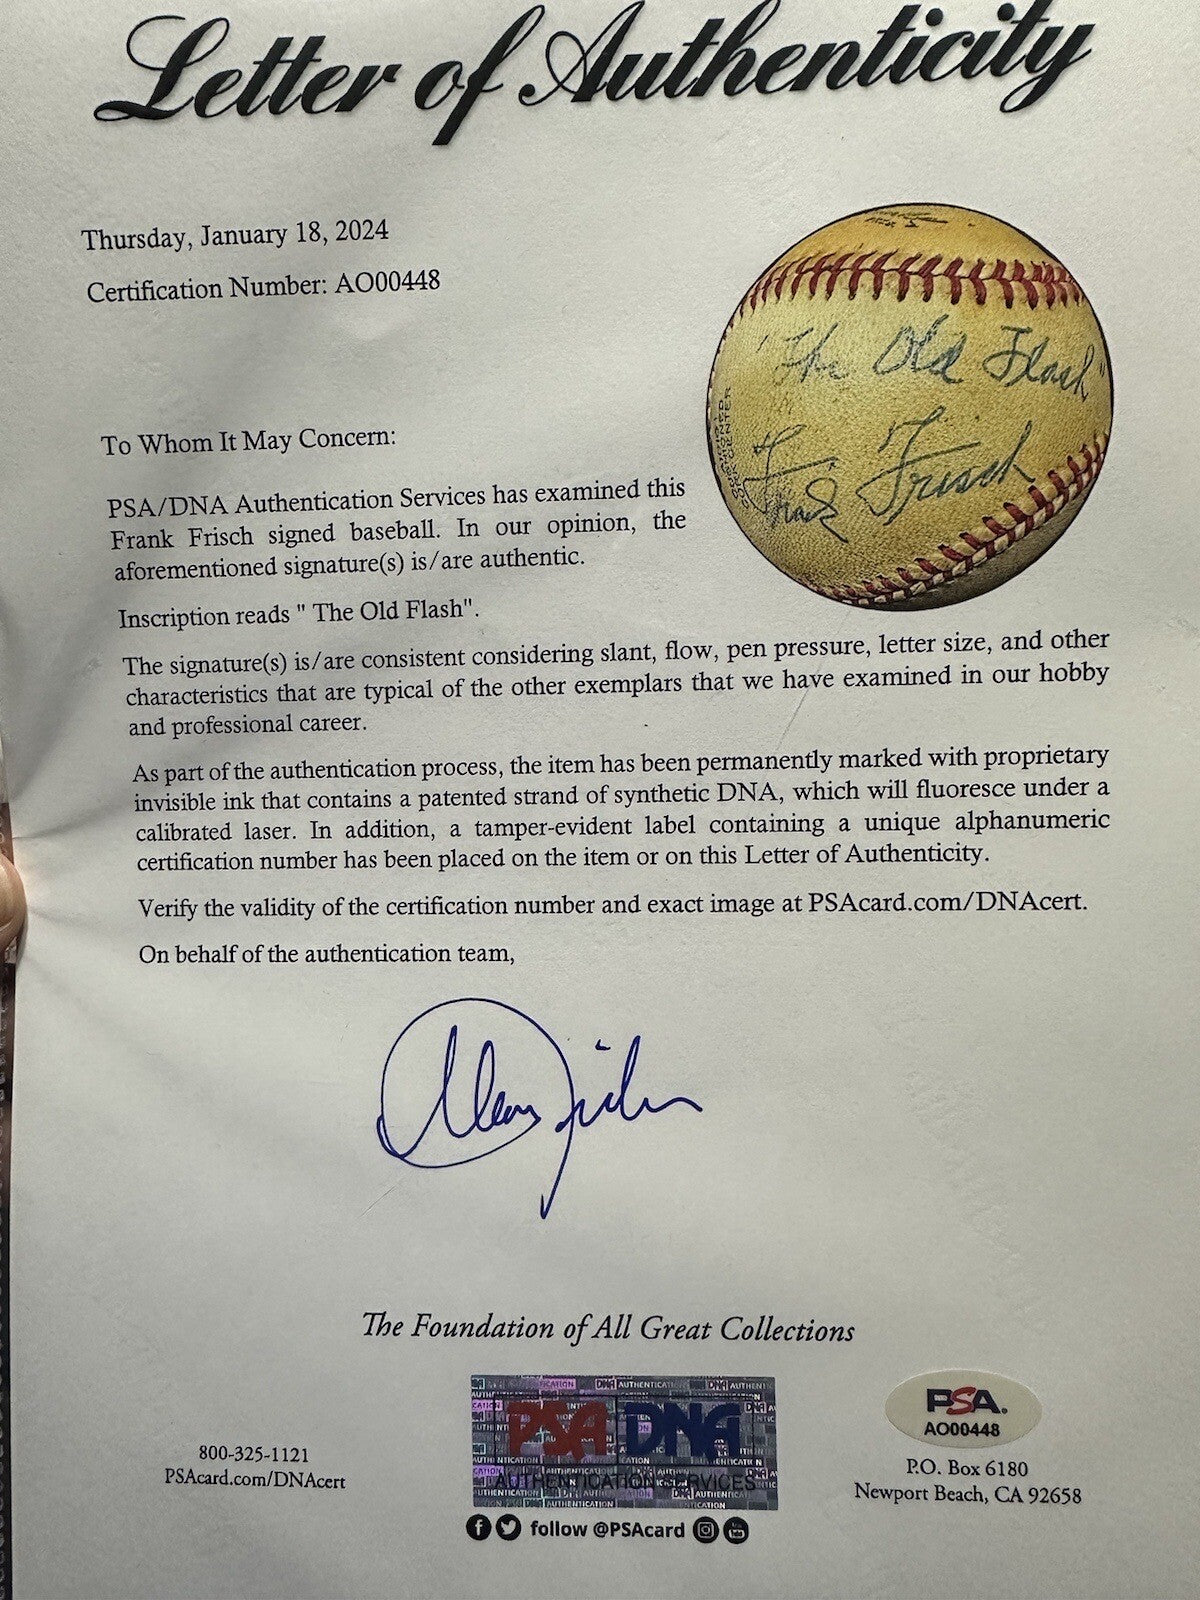 Letter of Authenticity
Thursday, January 18, 2024
Certification Number: AO00448
"The Old Flash"
Frank Frisch
To Whom It May Concern:
PSA/DNA Authentication Services has examined this
Frank Frisch signed baseball. In our opinion, the
aforementioned signature(s) is/are authentic.
Inscription reads " The Old Flash".
The signature(s) is/are consistent considering slant, flow, pen pressure, letter size, and other
characteristics that are typical of the other exemplars that we have examined in our hobby
and professional career.
As part of the authentication process, the item has been permanently marked with proprietary
invisible ink that contains a patented strand of synthetic DNA, which will fluoresce under a
calibrated laser. In addition, a tamper-evident label containing a unique alphanumeric
certification number has been placed on the item or on this Letter of Authenticity.
Verify the validity of the certification number and exact image at PSAcard.com/DNAcert.
On behalf of the authentication team,
The Foundation of All Great Collections
PSA DNA
AUTHENTICATION SERVICES
PSA.
AO00448
800-325-1121
PSAcard.com/DNAcert
P.O. Box 6180
Newport Beach, CA 92658
follow @PSAcard